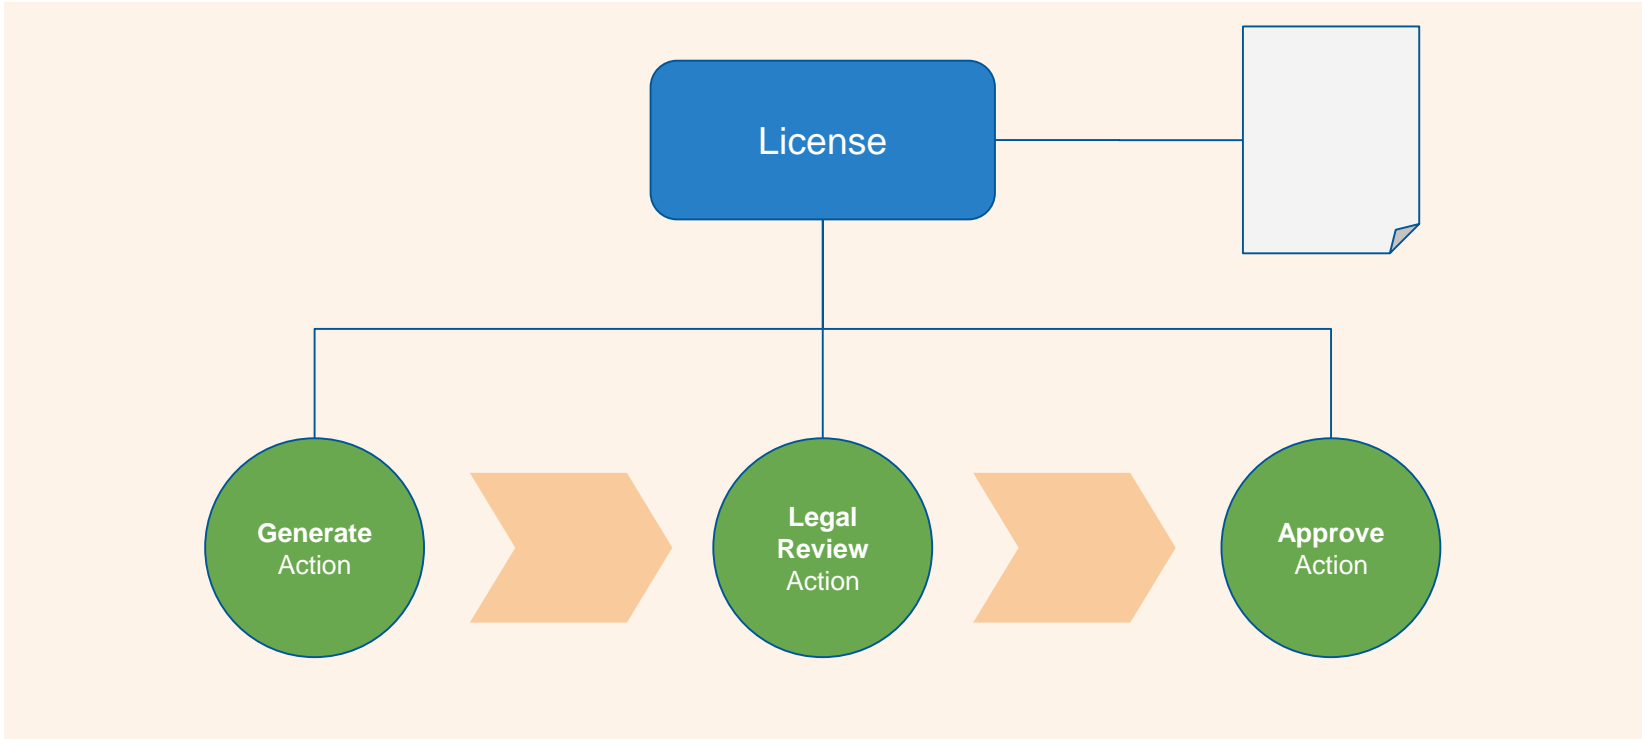 License
Generate
Action
Legal
Review
Action
Approve
Action